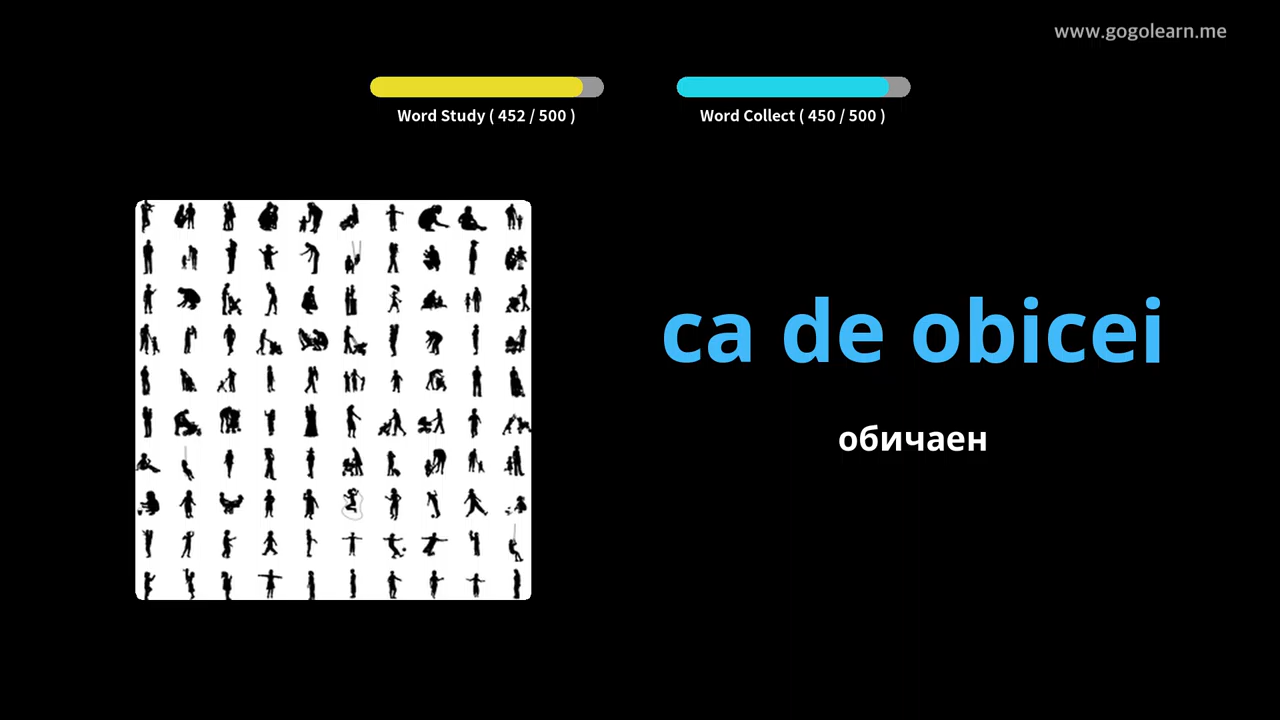 www.gogolearn.me
Word Study ( 452 / 500 )
Word Collect ( 450 / 500 )
ca de obicei
обичаен